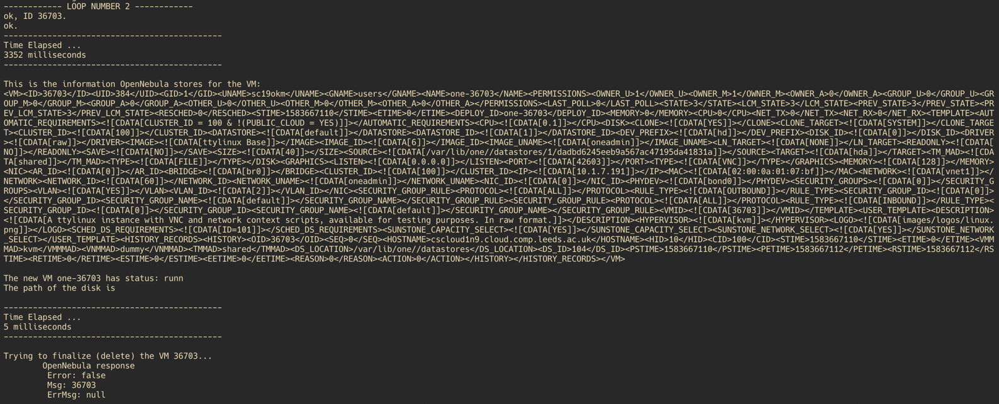 ------------ LOOP NUMBER 2 ------------
ok, ID 36703.
ok.
---------------------------------------------
Time Elapsed ...
3352 milliseconds
---------------------------------------------
This is the information OpenNebula stores for the VM:
<VM><ID>36703</ID><UID>384</UID><GID>1</GID><UNAME>sc19okm</UNAME><GNAME>users</GNAME><NAME>one-36703</NAME><PERMISSIONS><OWNER_U>1</OWNER_U><OWNER_M>1</OWNER_M><OWNER_A>0</OWNER_A><GROUP_U>0</GROUP_U><GR
OUP_M>0</GROUP_M><GROUP_A>0</GROUP_A><OTHER_U>0</OTHER_U><OTHER_M>0</OTHER_M><OTHER_A>0</OTHER_A></PERMISSIONS><LAST_POLL>0</LAST_POLL><STATE>3</STATE><LCM_STATE>3</LCM_STATE><PREV_STATE>3</PREV_STATE><P
REV_LCM_STATE>3</PREV_LCM_STATE><RESCHED>0</RESCHED><STIME>1583667110</STIME><ETIME>0</ETIME><DEPLOY_ID>one-36703</DEPLOY_ID><MEMORY>0</MEMORY><CPU>0</CPU><NET_TX>0</NET_TX><NET_RX>0</NET_RX><TEMPLATE><AUT
OMATIC_REQUIREMENTS><![CDATA[CLUSTER_ID = 100 & !(PUBLIC_CLOUD = YES)]]></AUTOMATIC_REQUIREMENTS><CPU><![CDATA[0.1]]></CPU><DISK><CLONE><![CDATA[YES]]></CLONE><CLONE_TARGET><![CDATA[SYSTEM]]></CLONE_TARGE
T><CLUSTER_ID><![CDATA[100]]></CLUSTER_ID><DATASTORE><![CDATA[default]]></DATASTORE><DATASTORE_ID><![CDATA[1]]></DATASTORE_ID><DEV_PREFIX><![CDATA[hd]]></DEV_PREFIX><DISK_ID><![CDATA[0]]></DISK_ID><DRIVER
><![CDATA[raw]]></DRIVER><IMAGE><![CDATA[ttylinux Base]]></IMAGE><IMAGE_ID><![CDATA[6]]></IMAGE_ID><IMAGE_UNAME><![CDATA[oneadmin]]></IMAGE_UNAME><LN_TARGET><![CDATA[NONE]]></LN_TARGET><READONLY><![CDATA[
NO]]></READONLY><SAVE><![CDATA[NO]]></SAVE><SIZE><![CDATA[40]]></SIZE><SOURCE><![CDATA[/var/lib/one//datastores/1/dadbd6245eeb9a567ac47195da41831a]]></SOURCE><TARGET><![CDATA[hda]]></TARGET><TM_MAD><![CDA
TA[shared]]></TM_MAD><TYPE><![CDATA[FILE]]></TYPE></DISK><GRAPHICS><LISTEN><![CDATA[0.0.0.0]]></LISTEN><PORT><![CDATA[42603]]></PORT><TYPE><![CDATA[VNC]]></TYPE></GRAPHICS><MEMORY><![CDATA[128]]></MEMORY>
<NIC><AR_ID><![CDATA[0]]></AR_ID><BRIDGE><![CDATA[br0]]></BRIDGE><CLUSTER_ID><![CDATA[100]]></CLUSTER_ID><IP><![CDATA[10.1.7.191]]></IP><MAC><![CDATA[02:00:0a:01:07:bf]]></MAC><NETWORK><![CDATA[vnet1]]></
NETWORK><NETWORK_ID><![CDATA[60]]></NETWORK_ID><NETWORK_UNAME><![CDATA[oneadmin]]></NETWORK_UNAME><NIC_ID><![CDATA[0]]></NIC_ID><PHYDEV><![CDATA[bond0]]></PHYDEV><SECURITY_GROUPS><![CDATA[0]]></SECURITY_G
ROUPS><VLAN><![CDATA[YES]]></VLAN><VLAN_ID><![CDATA[2]]></VLAN_ID></NIC><SECURITY_GROUP_RULE><PROTOCOL><![CDATA[ALL]]></PROTOCOL><RULE_TYPE><![CDATA[OUTBOUND]]></RULE_TYPE><SECURITY_GROUP_ID><![CDATA[0]]>
</SECURITY_GROUP_ID><SECURITY_GROUP_NAME><![CDATA[default]]></SECURITY_GROUP_NAME></SECURITY_GROUP_RULE><SECURITY_GROUP_RULE><PROTOCOL><![CDATA[ALL]]></PROTOCOL><RULE_TYPE><![CDATA[INBOUND]]></RULE_TYPE><
SECURITY_GROUP_ID><![CDATA[0]]></SECURITY_GROUP_ID><SECURITY_GROUP_NAME><![CDATA[default]]></SECURITY_GROUP_NAME></SECURITY_GROUP_RULE><VMID><![CDATA[36703]]></VMID></TEMPLATE><USER_TEMPLATE><DESCRIPTION>
<![CDATA[A ttylinux instance with VNC and network context scripts, available for testing purposes. In raw format.]]></DESCRIPTION><HYPERVISOR><![CDATA[kvm]]></HYPERVISOR><LOGO><![CDATA[images/logos/linux.
png]]></LOGO><SCHED_DS_REQUIREMENTS><![CDATA[ID=101]]></SCHED_DS_REQUIREMENTS><SUNSTONE_CAPACITY_SELECT><![CDATA[YES]]></SUNSTONE_CAPACITY_SELECT><SUNSTONE_NETWORK_SELECT><![CDATA[YES]]></SUNSTONE_NETWORK
_SELECT></USER_TEMPLATE><HISTORY_RECORDS><HISTORY><OID>36703</OID><SEQ>0</SEQ><HOSTNAME>cscloud1n9.cloud.comp.leeds.ac.uk</HOSTNAME><HID>10</HID><CID>100</CID><STIME>1583667110</STIME><ETIME>0</ETIME><VMM
MAD>kvm</VMMMAD><VNMMAD>dummy</VNMMAD><TMMAD>shared</TMMAD><DS_LOCATION>/var/lib/one//datastores</DS_LOCATION><DS_ID>104</DS_ID><PSTIME>1583667110</PSTIME><PETIME>1583667112</PETIME><RSTIME>1583667112</RS
TIME><RETIME>0</RETIME><ESTIME>0</ESTIME><EETIME>0</EETIME><REASON>0</REASON><ACTION>0</ACTION></HISTORY></HISTORY_RECORDS></VM>
The new VM one-36703 has status: runn
The path of the disk is
---------------------------------------------
Time Elapsed ...
5 milliseconds
---------------------------------------------
Trying to finalize (delete) the VM 36703...
OpenNebula response
Error: false
Msg: 36703
ErrMsg: null